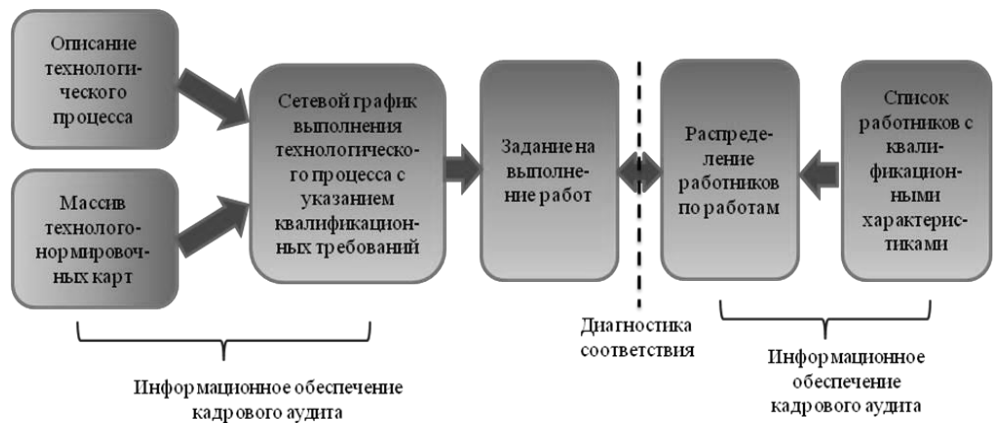 Описание
технологи-
ческого
процесса
Массив
технолого-
нормировоч-
ных карт
Сетевой график
выполнения
технологическо-
го процесса с
указанием
квалификацион-
ных требований
Задание на
выполне-
ние работ
Распреде-
ление
работников
по работам
Список
работников с
квали-
фикацион-
ными
характерис-
тиками
Диагностика
соответствия
Информационное обеспечение
кадрового аудита
Информационное
обеспечение
кадрового аудита